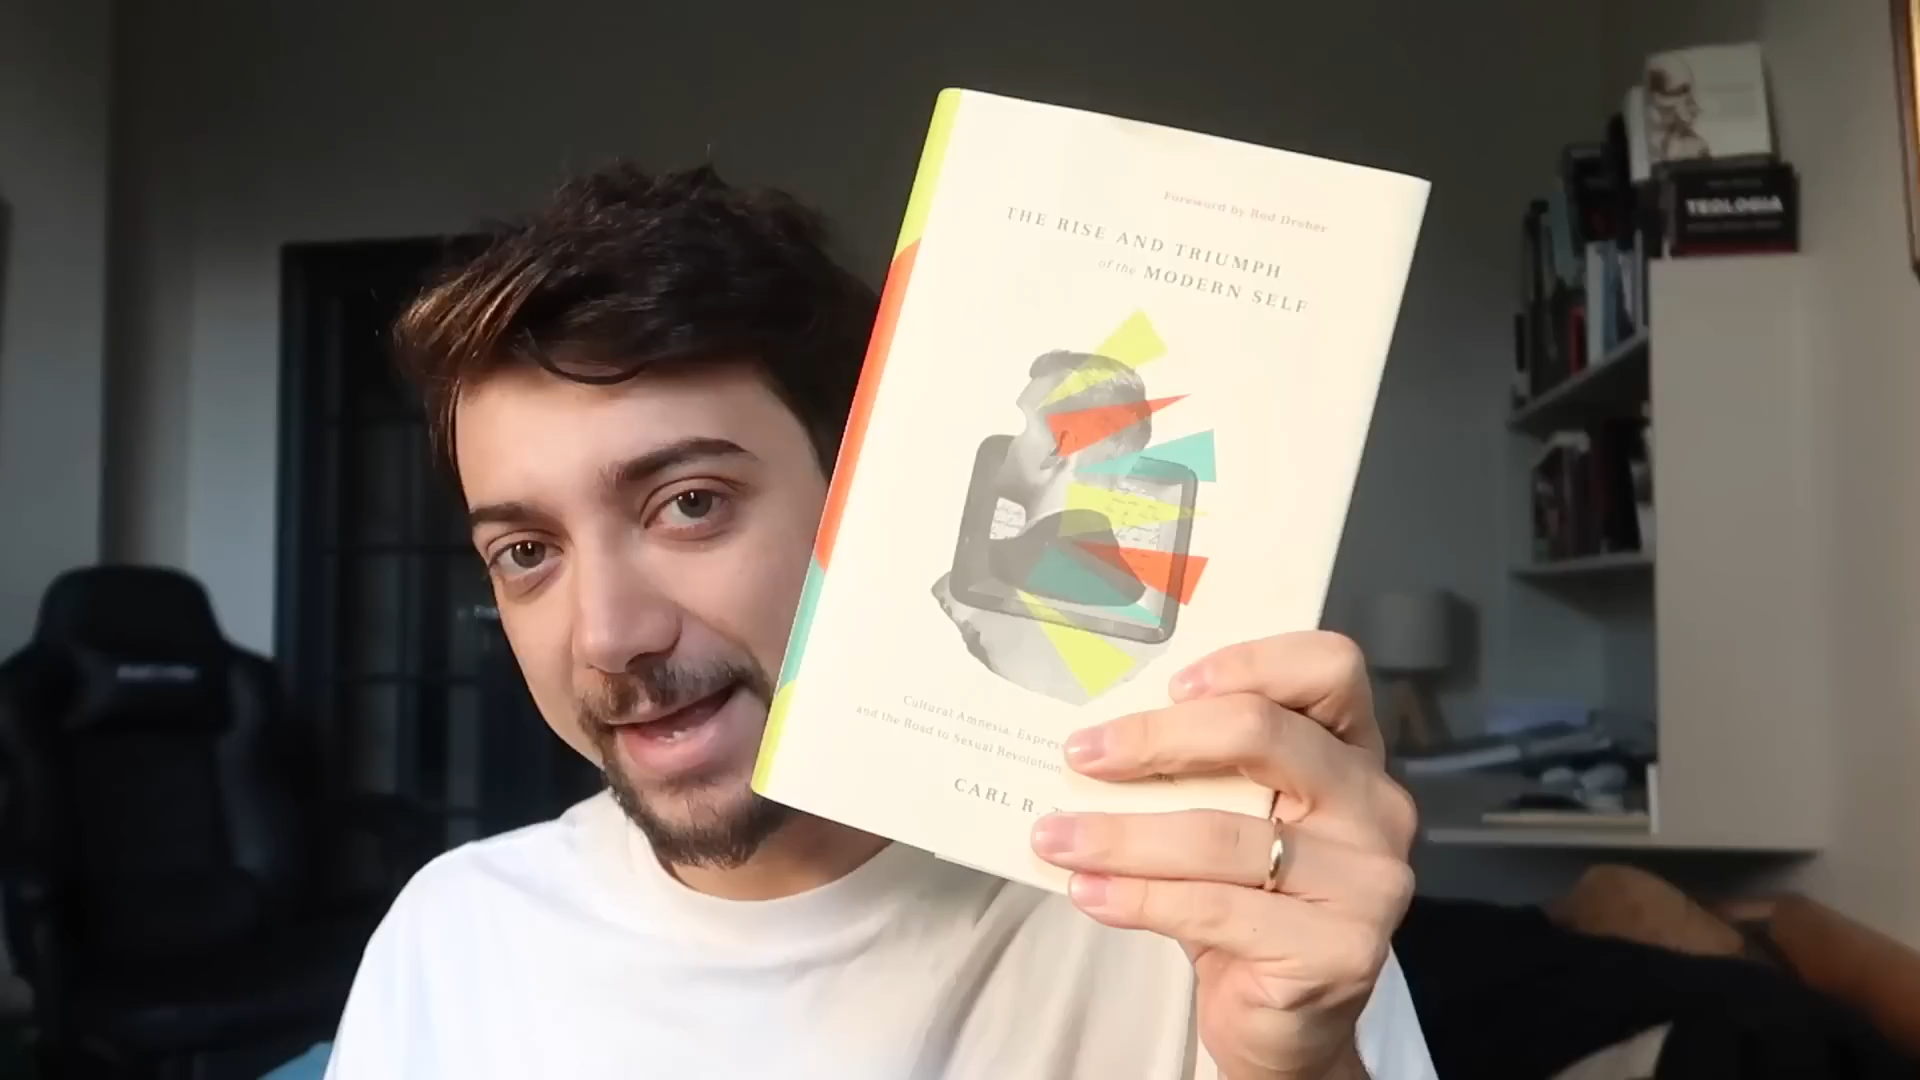 Foreword by Rod Dreher
THE RISE AND TRIUMPH
of the MODERN SELF
Cultural Amnesia, Express
and the Road to Sexual Revolution
CARL R. T
TEOLOGIA